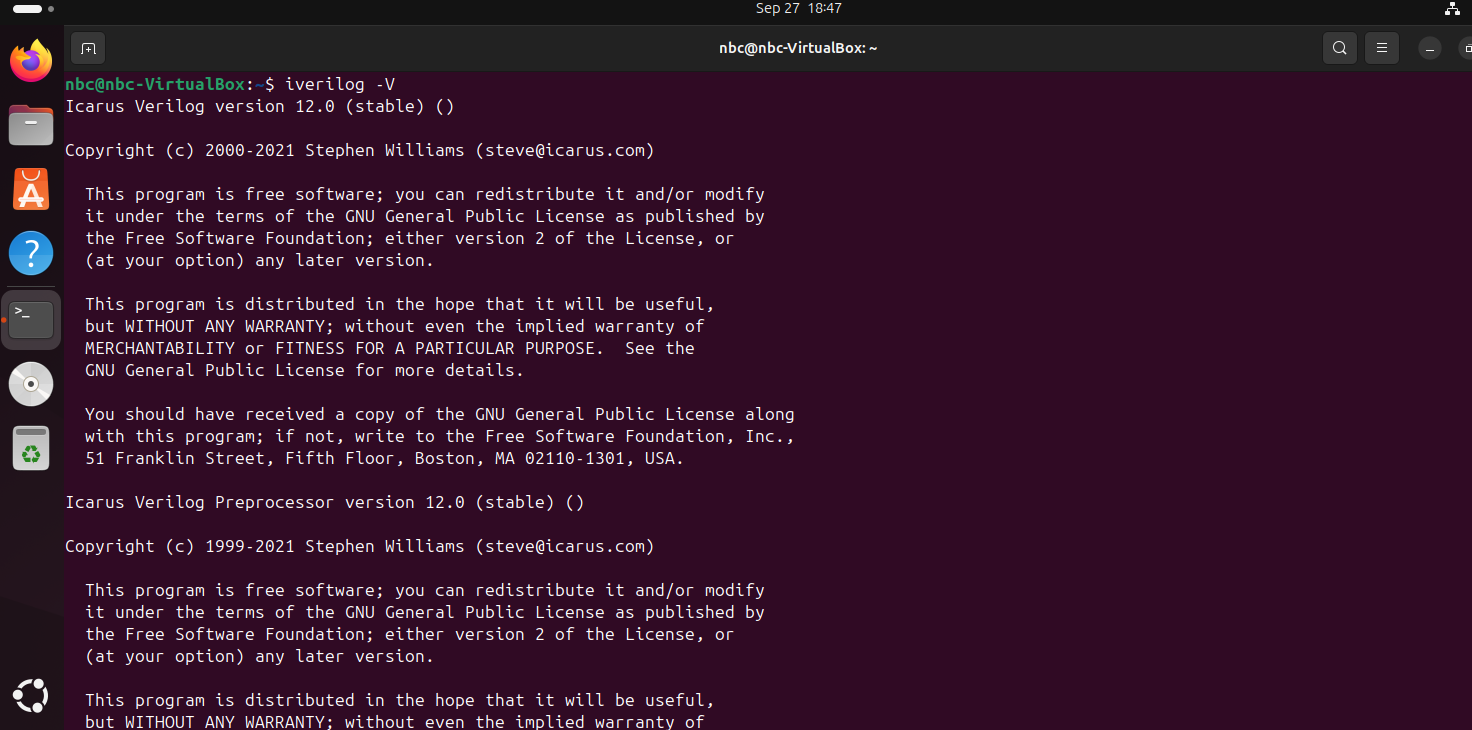 Sep 27 18:47
nbc@nbc-VirtualBox: ~
nbc@nbc-VirtualBox:~$ iverilog -V
Icarus Verilog version 12.0 (stable) ()
Copyright (c) 2000-2021 Stephen Williams (steve@icarus.com)
This program is free software; you can redistribute it and/or modify
it under the terms of the GNU General Public License as published by
the Free Software Foundation; either version 2 of the License, or
(at your option) any later version.
This program is distributed in the hope that it will be useful,
but WITHOUT ANY WARRANTY; without even the implied warranty of
MERCHANTABILITY or FITNESS FOR A PARTICULAR PURPOSE.  See the
GNU General Public License for more details.
You should have received a copy of the GNU General Public License along
with this program; if not, write to the Free Software Foundation, Inc.,
51 Franklin Street, Fifth Floor, Boston, MA 02110-1301, USA.
Icarus Verilog Preprocessor version 12.0 (stable) ()
Copyright (c) 1999-2021 Stephen Williams (steve@icarus.com)
This program is free software; you can redistribute it and/or modify
it under the terms of the GNU General Public License as published by
the Free Software Foundation; either version 2 of the License, or
(at your option) any later version.
This program is distributed in the hope that it will be useful,
but WITHOUT ANY WARRANTY; without even the implied warranty of